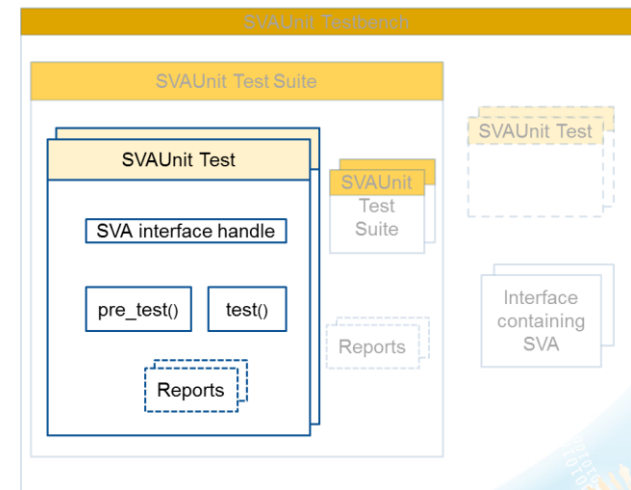 SVAUnit Testbench
SVAUnit Test Suite
SVAUnit Test
SVA interface handle
pre_test()
test()
Reports
SVAUnit
Test
Suite
Reports
SVAUnit Test
Interface
containing
SVA